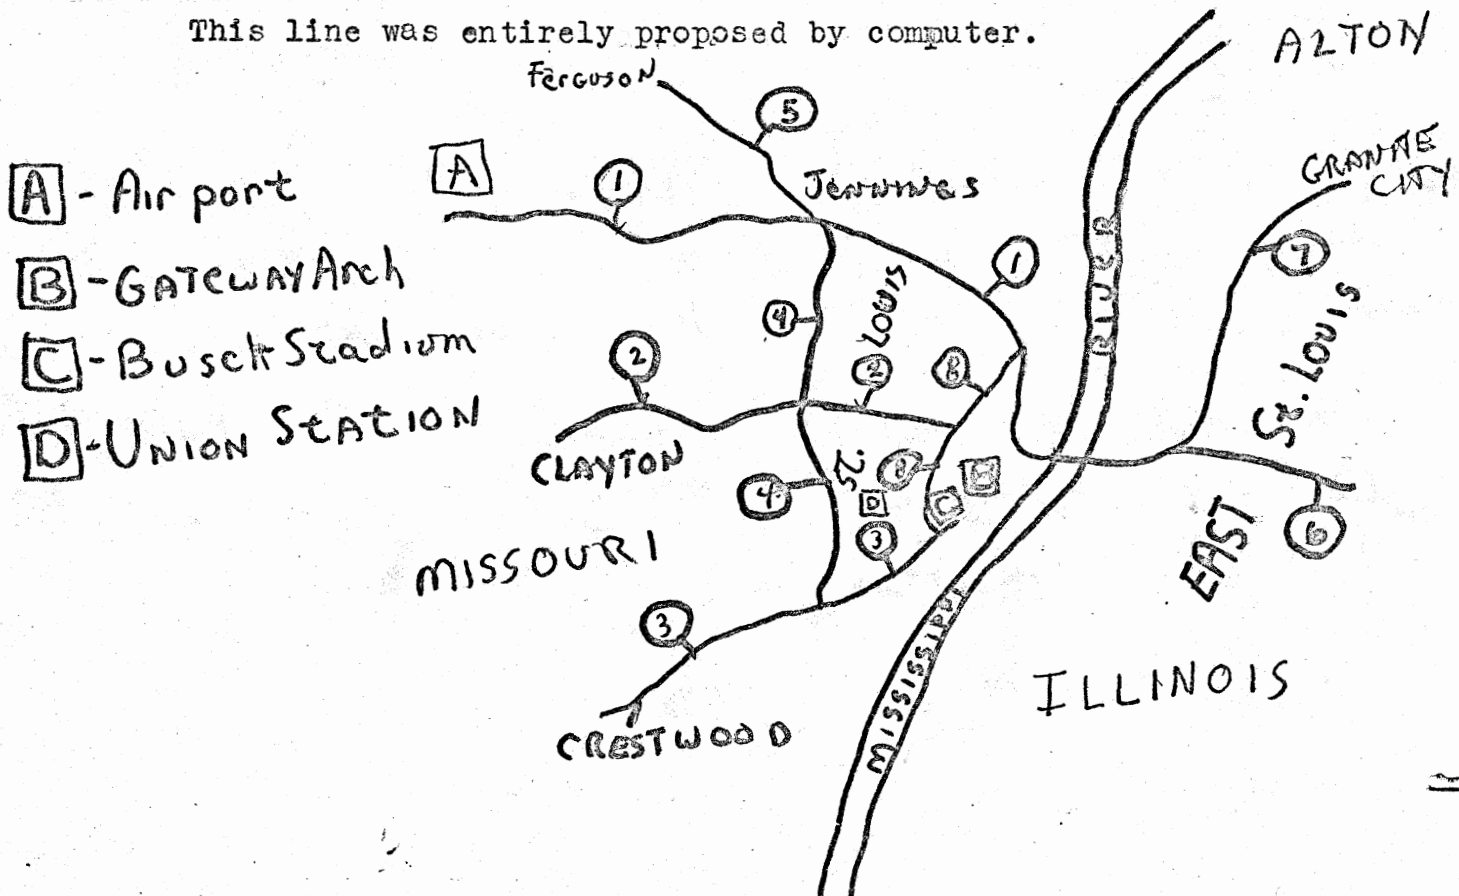 This line was entirely proposed by computer.
ALTON
Ferguson
5
GRANITE
CITY
A
1
Jennings
A - Airport
RIVER
7
B - GATEWAY Arch
1
LOUIS
4
St. LOUIS
C - Busch Stadium
2
2
8
D - UNION STATION
CLAYTON
ST.
8
B
4
D
C
3
6
EAST
MISSOURI
3
MISSISSIPPI
ILLINOIS
CRESTWOOD